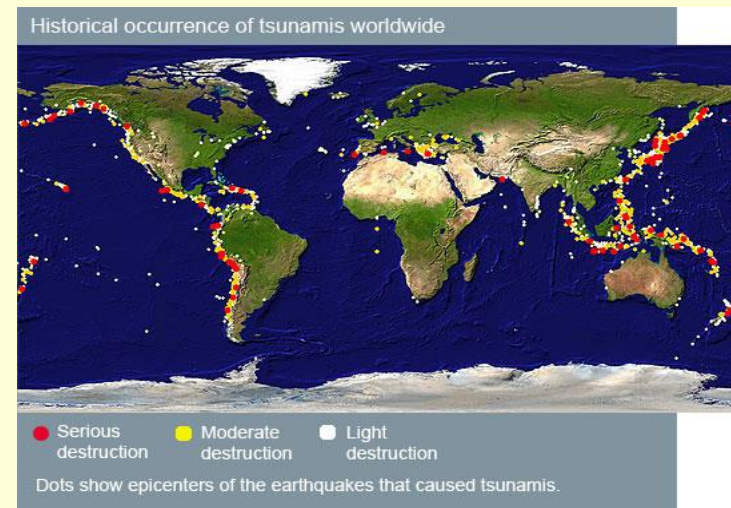 Historical occurrence of tsunamis worldwide
Serious
destruction
Moderate
destruction
Light
destruction
Dots show epicenters of the earthquakes that caused tsunamis.